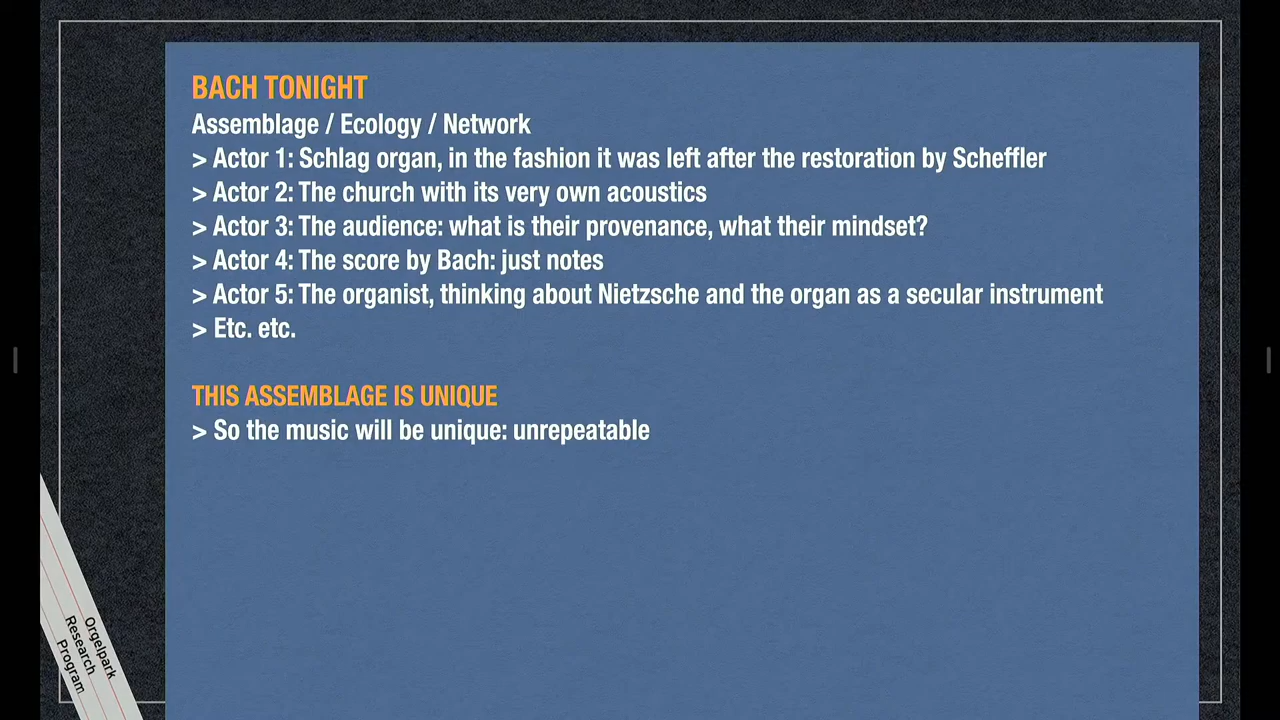 BACH TONIGHT
Assemblage / Ecology / Network
> Actor 1: Schlag organ, in the fashion it was left after the restoration by Scheffler
> Actor 2: The church with its very own acoustics
> Actor 3: The audience: what is their provenance, what their mindset?
> Actor 4: The score by Bach: just notes
> Actor 5: The organist, thinking about Nietzsche and the organ as a secular instrument
> Etc. etc.
THIS ASSEMBLAGE IS UNIQUE
> So the music will be unique: unrepeatable
Orgelpark
Research
Program